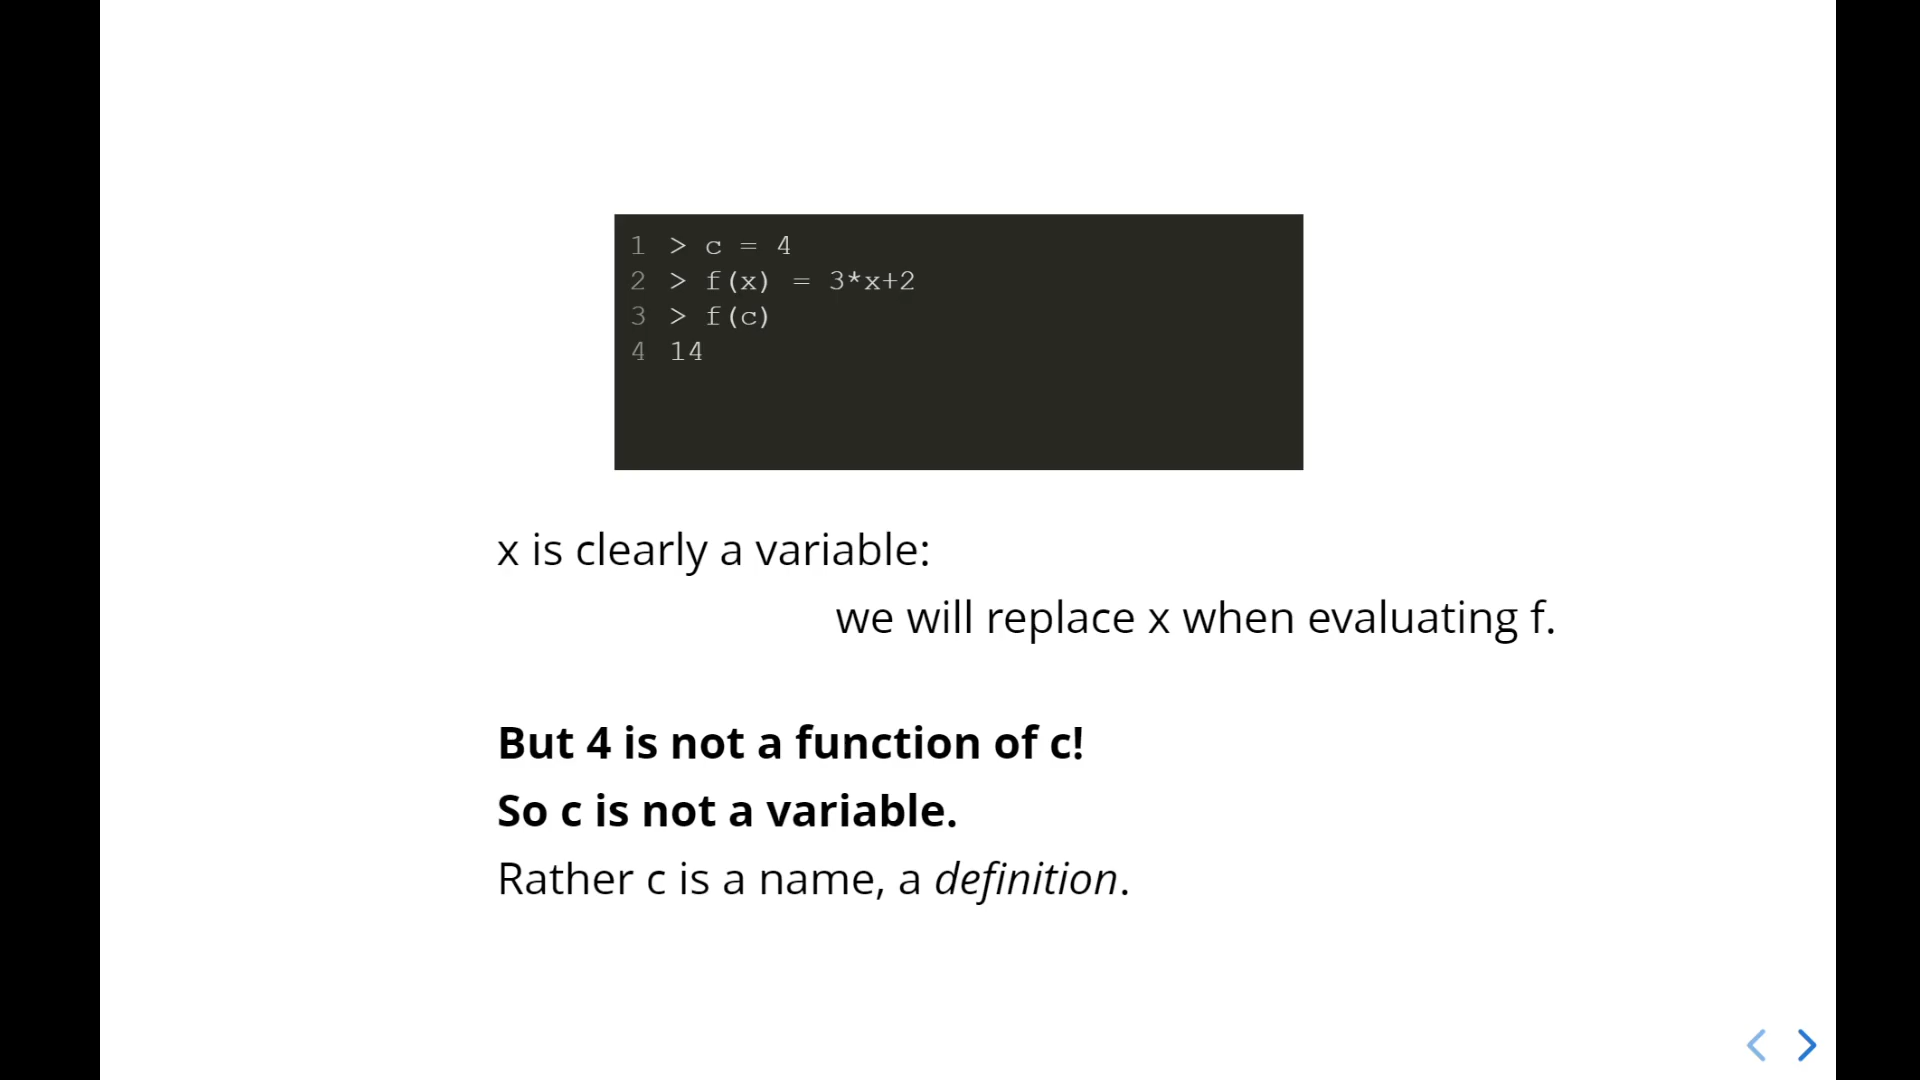 1 > c = 4
2 > f(x) = 3*x+2
3 > f(c)
4 14
x is clearly a variable:
we will replace x when evaluating f.
But 4 is not a function of c!
So c is not a variable.
Rather c is a name, a definition.